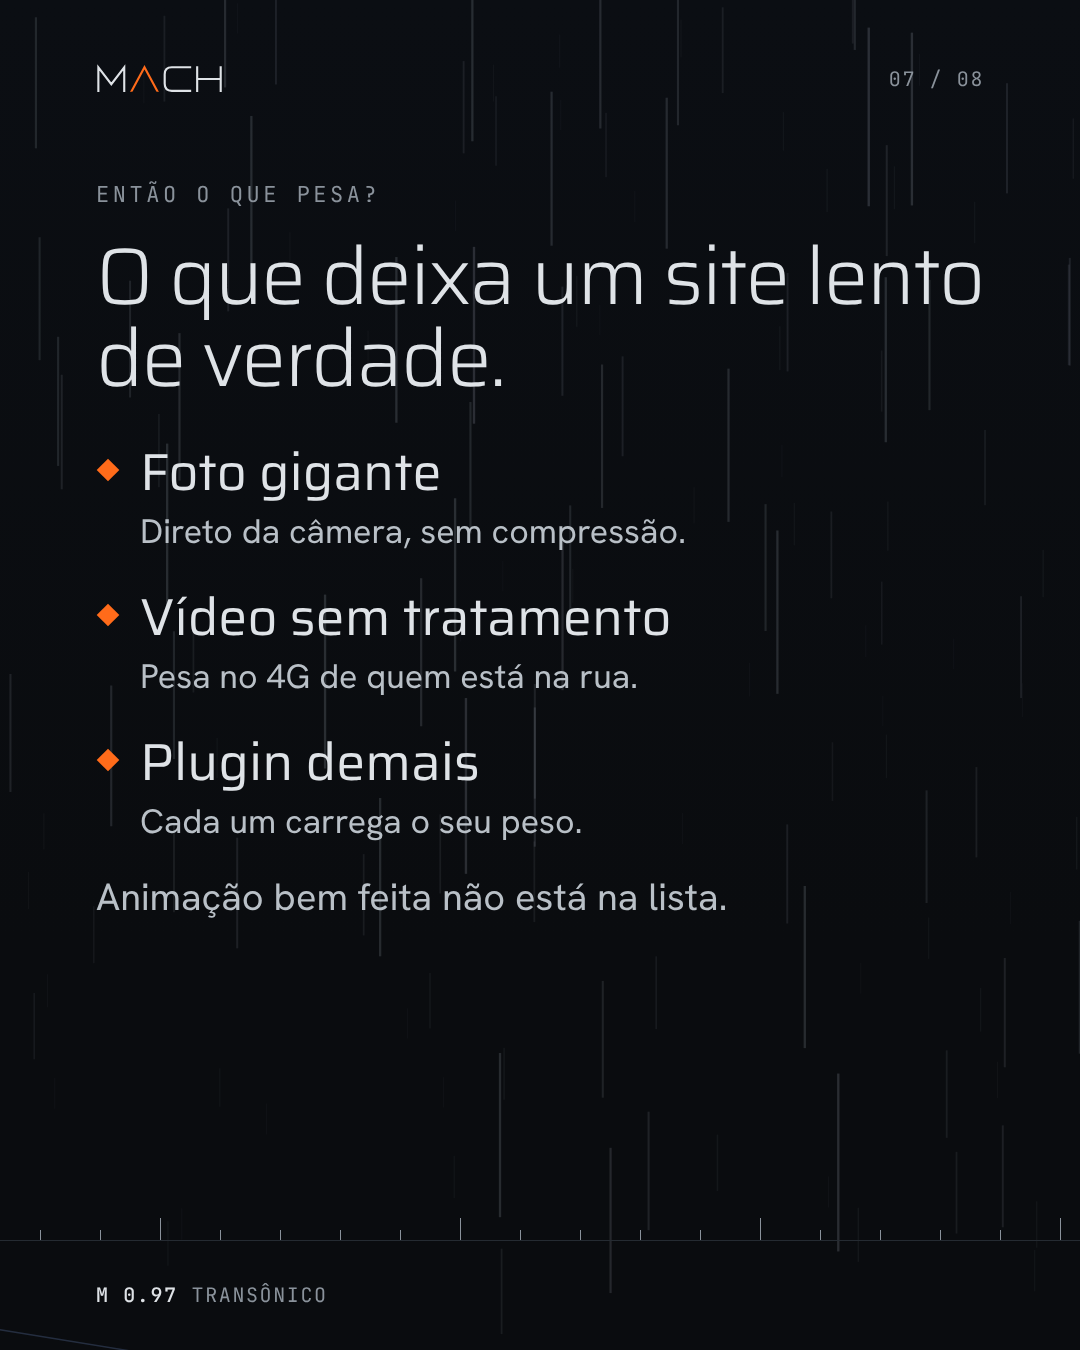 MACH
07 / 08
ENTÃO O QUE PESA?
O que deixa um site lento
de verdade.
Foto gigante
Direto da câmera, sem compressão.
Vídeo sem tratamento
Pesa no 4G de quem está na rua.
Plugin demais
Cada um carrega o seu peso.
Animação bem feita não está na lista.
M 0.97 TRANSÔNICO